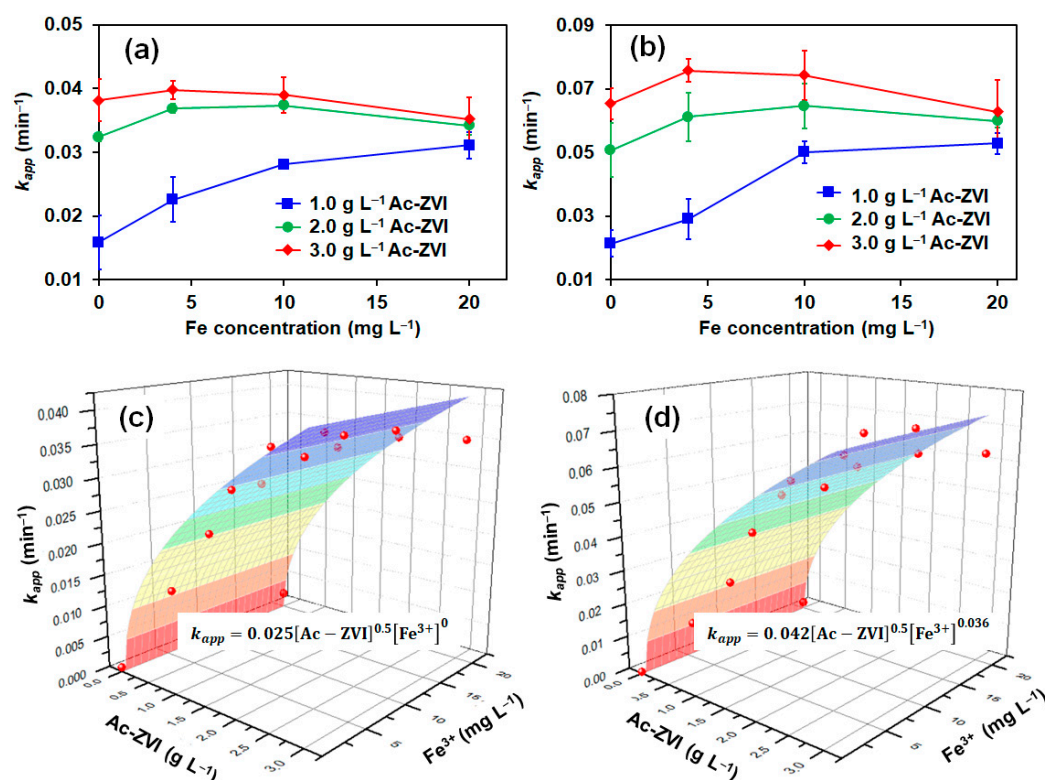 (a)
0.05
0.04
0.03
0.02
0.01
k_app (min⁻¹)
1.0 g L⁻¹ Ac-ZVI
2.0 g L⁻¹ Ac-ZVI
3.0 g L⁻¹ Ac-ZVI
0 5 10 15 20
Fe concentration (mg L⁻¹)
(b)
0.09
0.07
0.05
0.03
0.01
k_app (min⁻¹)
1.0 g L⁻¹ Ac-ZVI
2.0 g L⁻¹ Ac-ZVI
3.0 g L⁻¹ Ac-ZVI
0 5 10 15 20
Fe concentration (mg L⁻¹)
(c)
0.040
0.035
0.030
0.025
0.020
0.015
0.010
0.005
0.000
k_app (min⁻¹)
k_app = 0.025[Ac − ZVI]^0.5[Fe³⁺]^0
0.0 0.5 1.0 1.5 2.0 2.5 3.0
Ac-ZVI (g L⁻¹)
5 10 15 20
Fe³⁺ (mg L⁻¹)
(d)
0.08
0.07
0.06
0.05
0.04
0.03
0.02
0.01
0.00
k_app (min⁻¹)
k_app = 0.042[Ac − ZVI]^0.5[Fe³⁺]^0.036
0.0 0.5 1.0 1.5 2.0 2.5 3.0
Ac-ZVI (g L⁻¹)
5 10 15 20
Fe³⁺ (mg L⁻¹)